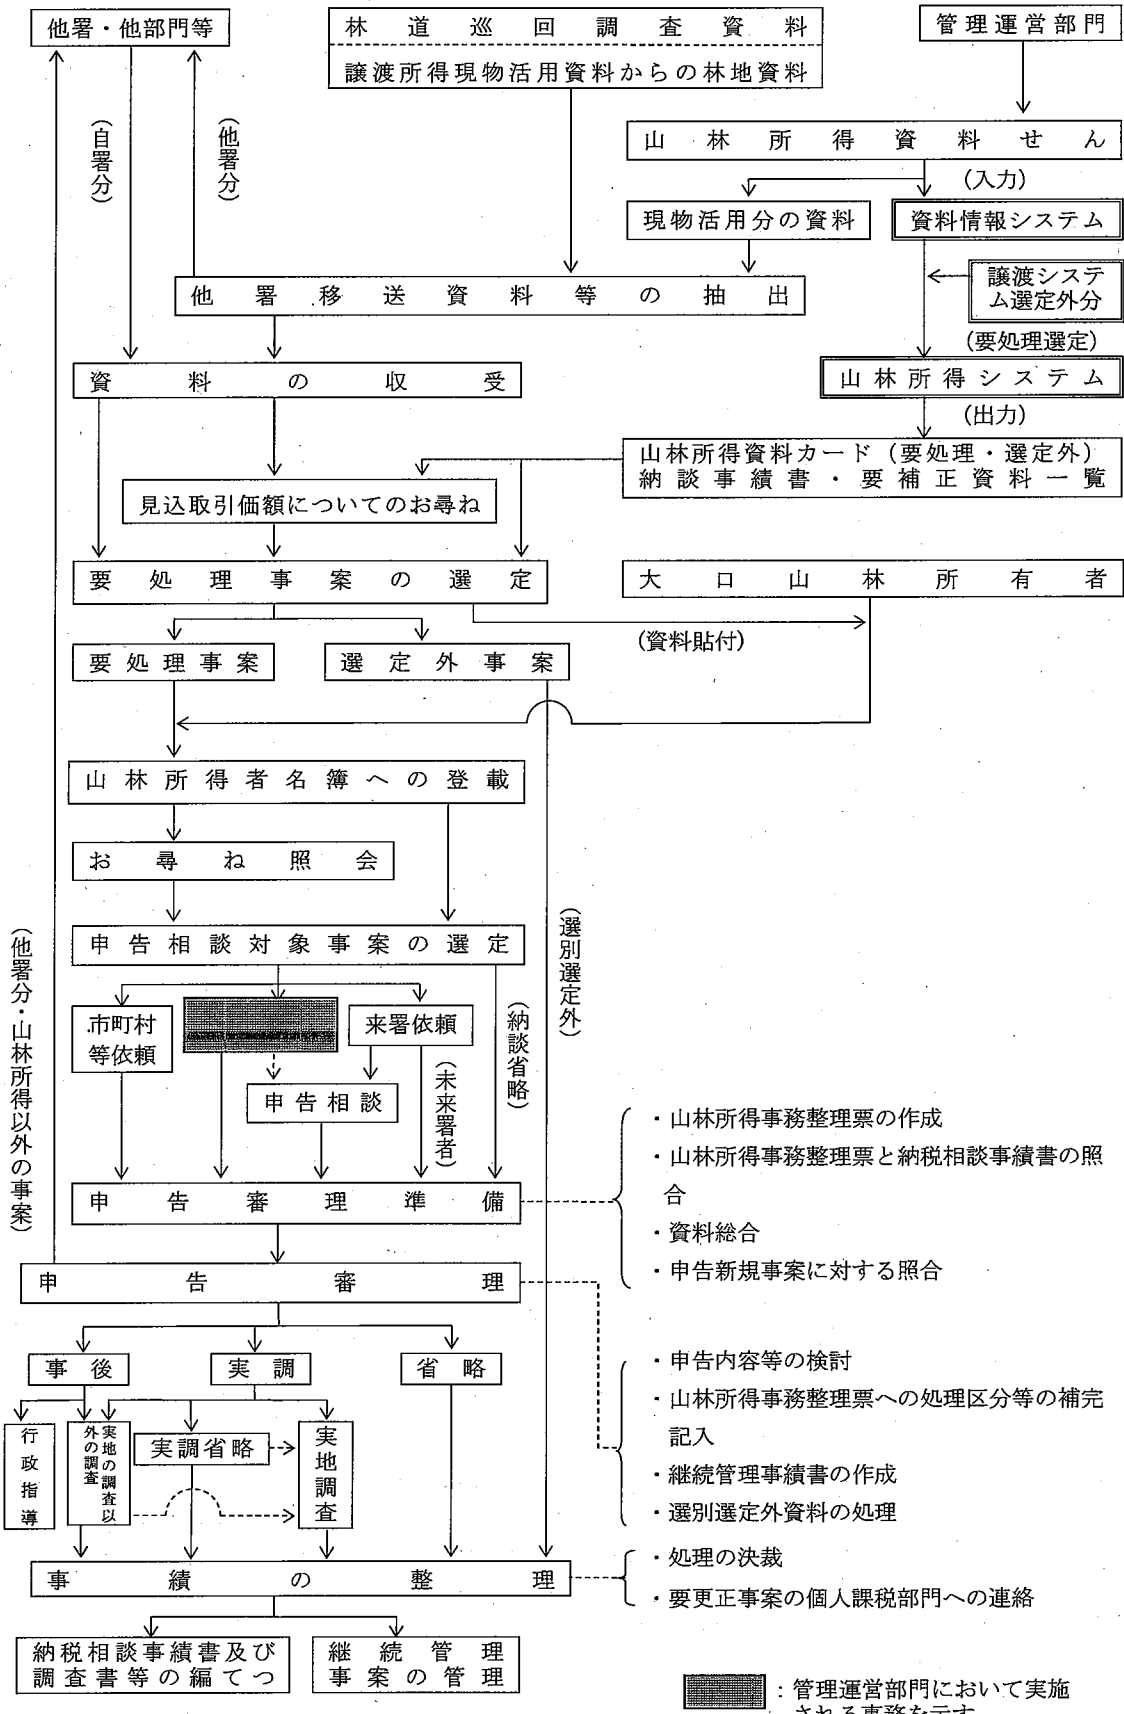 他署・他部門等
林道巡回調査資料
譲渡所得現物活用資料からの林地資料
管理運営部門
山林所得資料せん
(入力)
(自署分)
(他署分)
現物活用分の資料
資料情報システム
譲渡システ
ム選定外分
他署移送資料等の抽出
(要処理選定)
資料の収受
山林所得システム
(出力)
山林所得資料カード(要処理・選定外)
納談事績書・要補正資料一覧
見込取引価額についてのお尋ね
要処理事案の選定
大口山林所有者
(資料貼付)
要処理事案
選定外事案
山林所得者名簿への登載
お尋ね照会
申告相談対象事案の選定
(他署分・山林所得以外の事案)
(選別選定外)
(納談省略)
市町村
等依頼
来署依頼
申告相談
(未来署者)
申告審理準備
・山林所得事務整理票の作成
・山林所得事務整理票と納税相談事績書の照
合
・資料総合
・申告新規事案に対する照合
申告審理
事後
実調
省略
・申告内容等の検討
・山林所得事務整理票への処理区分等の補完
記入
・継続管理事績書の作成
・選別選定外資料の処理
行政指導
実地の調査以
外の調査
実調省略
実地調査
事績の整理
・処理の決裁
・要更正事案の個人課税部門への連絡
納税相談事績書及び
調査書等の編てつ
継続管理
事案の管理
：管理運営部門において実施
される事務を示す